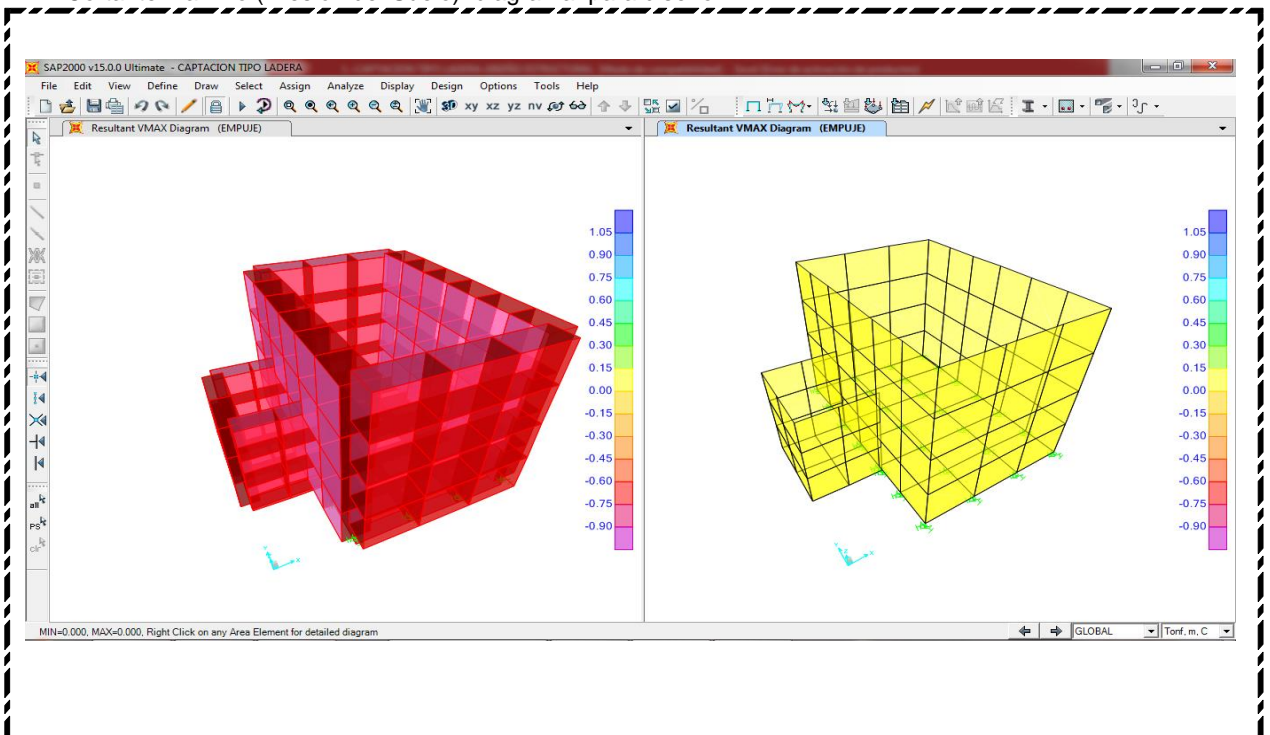 SAP2000 v15.0.0 Ultimate - CAPTACION TIPO LADERA
File Edit View Define Draw Select Assign Analyze Display Design Options Tools Help
3D xy xz yz nv
Resultant VMAX Diagram (EMPUJE)
Resultant VMAX Diagram (EMPUJE)
1.05
0.90
0.75
0.60
0.45
0.30
0.15
0.00
-0.15
-0.30
-0.45
-0.60
-0.75
-0.90
1.05
0.90
0.75
0.60
0.45
0.30
0.15
0.00
-0.15
-0.30
-0.45
-0.60
-0.75
-0.90
all
PS
clr
MIN=0.000, MAX=0.000, Right Click on any Area Element for detailed diagram
GLOBAL
Tonf, m, C